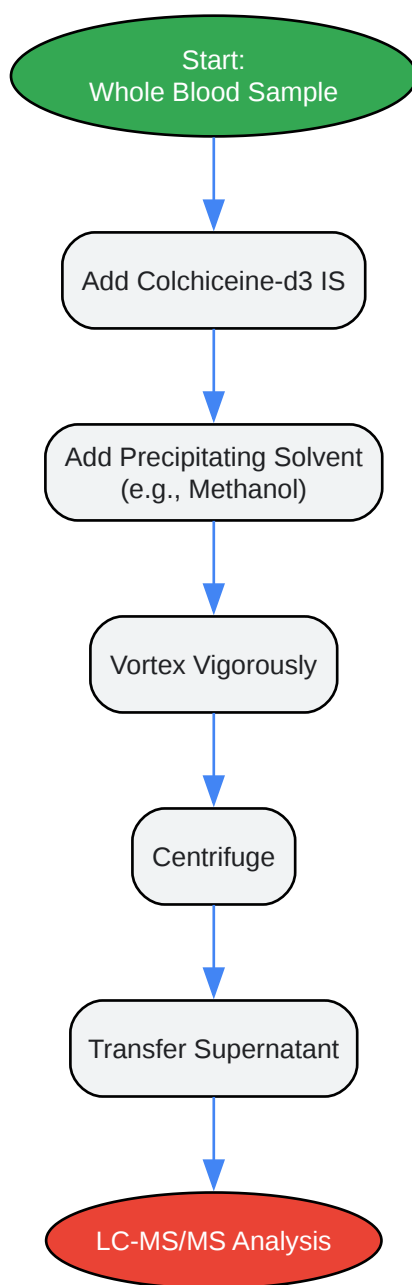 Start:
Whole Blood Sample
Add Colchiceine-d3 IS
Add Precipitating Solvent
(e.g., Methanol)
Vortex Vigorously
Centrifuge
Transfer Supernatant
LC-MS/MS Analysis